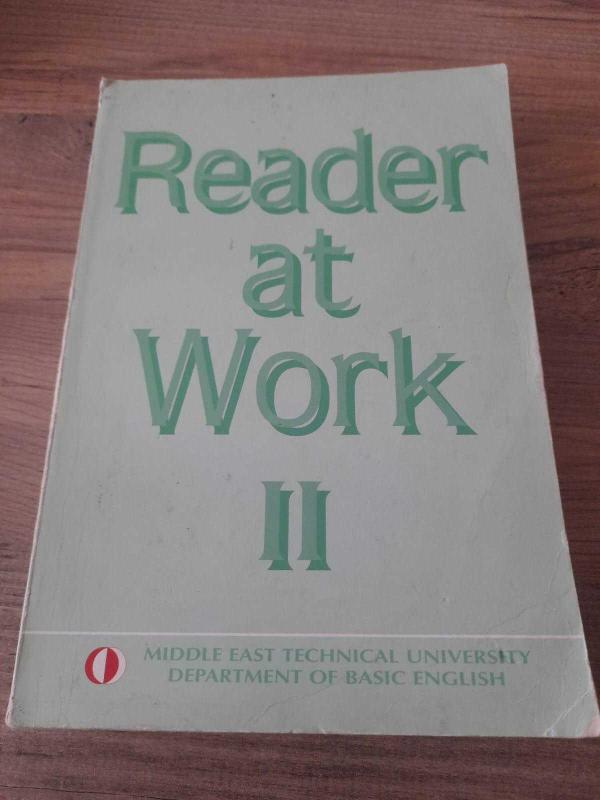 Reader
at
Work
II
MIDDLE EAST TECHNICAL UNIVERSITY
DEPARTMENT OF BASIC ENGLISH